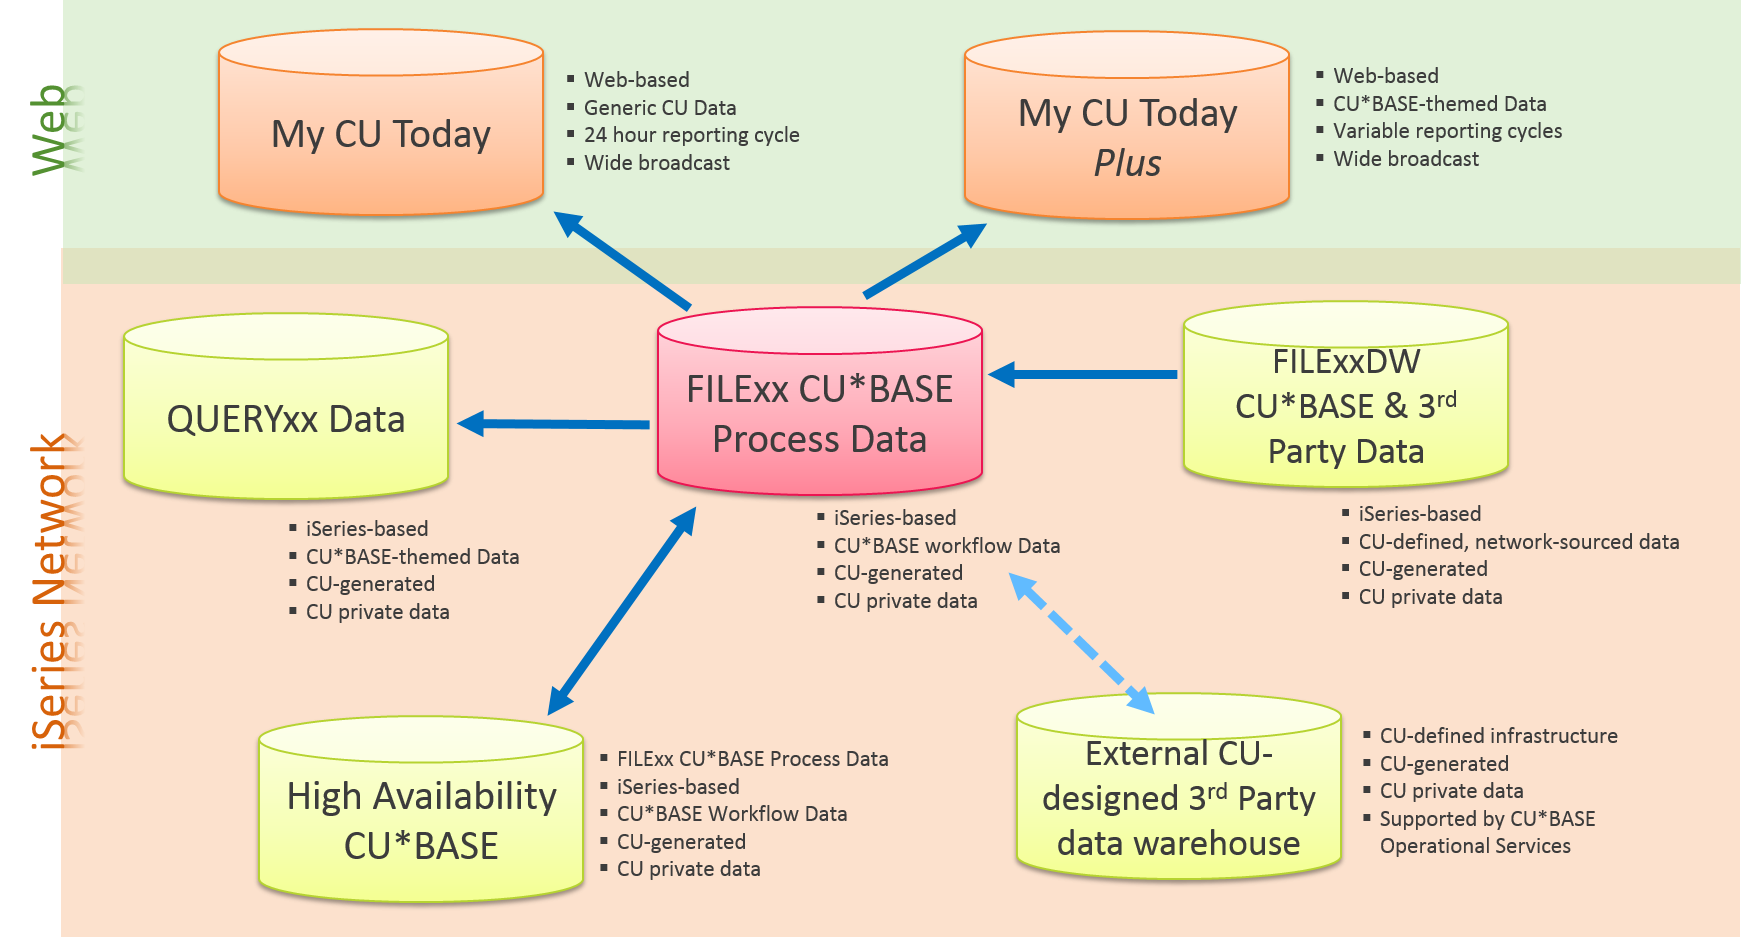 Web
My CU Today
▪ Web-based
▪ Generic CU Data
▪ 24 hour reporting cycle
▪ Wide broadcast
My CU Today
Plus
▪ Web-based
▪ CU*BASE-themed Data
▪ Variable reporting cycles
▪ Wide broadcast
iSeries Network
QUERYxx Data
▪ iSeries-based
▪ CU*BASE-themed Data
▪ CU-generated
▪ CU private data
FILExx CU*BASE
Process Data
▪ iSeries-based
▪ CU*BASE workflow Data
▪ CU-generated
▪ CU private data
FILExxDW
CU*BASE & 3rd
Party Data
▪ iSeries-based
▪ CU-defined, network-sourced data
▪ CU-generated
▪ CU private data
High Availability
CU*BASE
▪ FILExx CU*BASE Process Data
▪ iSeries-based
▪ CU*BASE Workflow Data
▪ CU-generated
▪ CU private data
External CU-
designed 3rd Party
data warehouse
▪ CU-defined infrastructure
▪ CU-generated
▪ CU private data
▪ Supported by CU*BASE
Operational Services